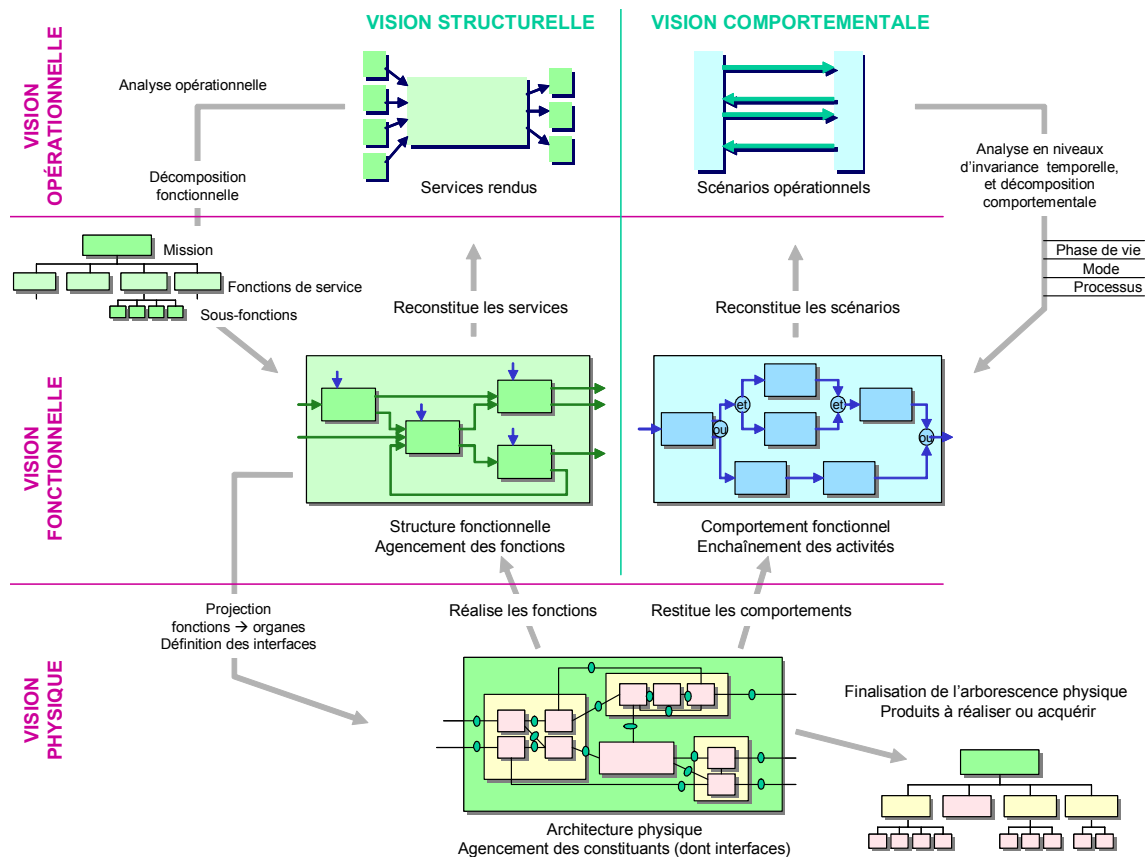 VISION STRUCTURELLE
VISION COMPORTEMENTALE
VISION
OPÉRATIONNELLE
Analyse opérationnelle
Décomposition
fonctionnelle
Services rendus
Scénarios opérationnels
Analyse en niveaux
d'invariance temporelle,
et décomposition
comportementale
Mission
Fonctions de service
Sous-fonctions
Reconstitue les services
Reconstitue les scénarios
Phase de vie
Mode
Processus
VISION
FONCTIONNELLE
et
et
ou
ou
Structure fonctionnelle
Agencement des fonctions
Comportement fonctionnel
Enchaînement des activités
Projection
fonctions → organes
Définition des interfaces
Réalise les fonctions
Restitue les comportements
VISION
PHYSIQUE
Finalisation de l'arborescence physique
Produits à réaliser ou acquérir
Architecture physique
Agencement des constituants (dont interfaces)